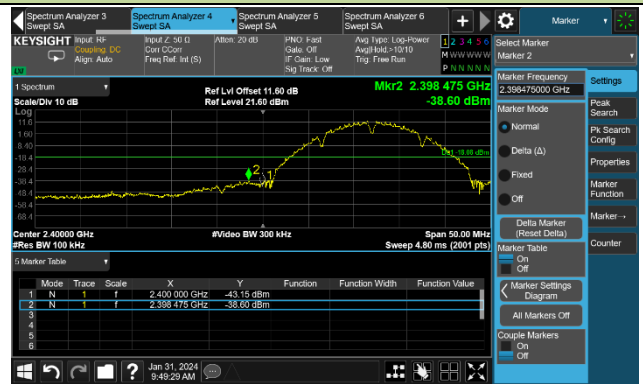 Spectrum Analyzer 3
Swept SA
Spectrum Analyzer 4
Swept SA
Spectrum Analyzer 5
Swept SA
Spectrum Analyzer 6
Swept SA
Marker
KEYSIGHT
Input: RF
Coupling: DC
Align: Auto
Input Z: 50 Ω
Corr CCorr
Freq Ref: Int (S)
Atten: 20 dB
PNO: Fast
Gate: Off
IF Gain: Low
Sig Track: Off
Avg Type: Log-Power
Avg|Hold:>10/10
Trig: Free Run
1 2 3 4 5 6
M W W W W W
P N N N N N
Select Marker
Marker 2
1 Spectrum
Scale/Div 10 dB
Log
Ref Lvl Offset 11.60 dB
Ref Level 21.60 dBm
Mkr2 2.398 475 GHz
-38.60 dBm
11.6
1.60
-8.40
-18.4
-28.4
-38.4
-48.4
-58.4
-68.4
2
1
Center 2.40000 GHz
#Res BW 100 kHz
#Video BW 300 kHz
Span 50.00 MHz
Sweep 4.80 ms (2001 pts)
5 Marker Table
Mode Trace Scale X Y Function Function Width Function Value
1 N 1 f 2.400 000 GHz -43.15 dBm
2 N 1 f 2.398 475 GHz -38.60 dBm
3
4
5
6
Marker Frequency
2.398475000 GHz
Marker Mode
Normal
Delta (Δ)
Fixed
Off
Delta Marker
(Reset Delta)
Marker Table
On
Off
Marker Settings
Diagram
All Markers Off
Couple Markers
On
Off
Settings
Peak
Search
Pk Search
Config
Properties
Marker
Function
Marker→
Counter
?
Jan 31, 2024
9:49:29 AM